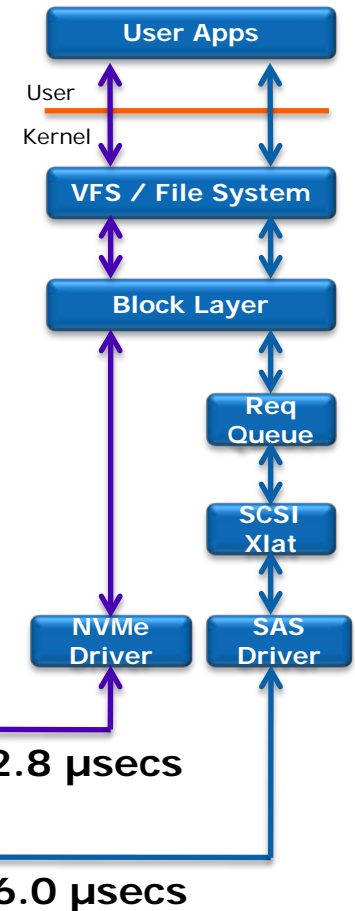 User Apps
User
Kernel
VFS / File System
Block Layer
Req
Queue
SCSI
Xlat
NVMe
Driver
SAS
Driver
2.8 µsecs
6.0 µsecs